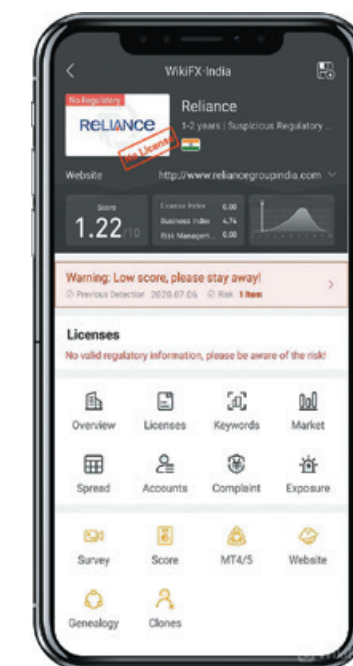 WikiFX-India
No Regulatory
RELIANCE
No License
Reliance
1-2 years | Suspicious Regulatory ..
Website http://www.reliancegroupindia.com
Score
1.22/10
License Index 0.00
Business Index 4.74
Risk Managem... 0.00
Warning: Low score, please stay away!
Previous Detection 2020.07.06 Risk 1 Item
Licenses
No valid regulatory information, please be aware of the risk!
Overview Licenses Keywords Market
Spread Accounts Complaint Exposure
Survey Score MT4/5 Website
Genealogy Clones